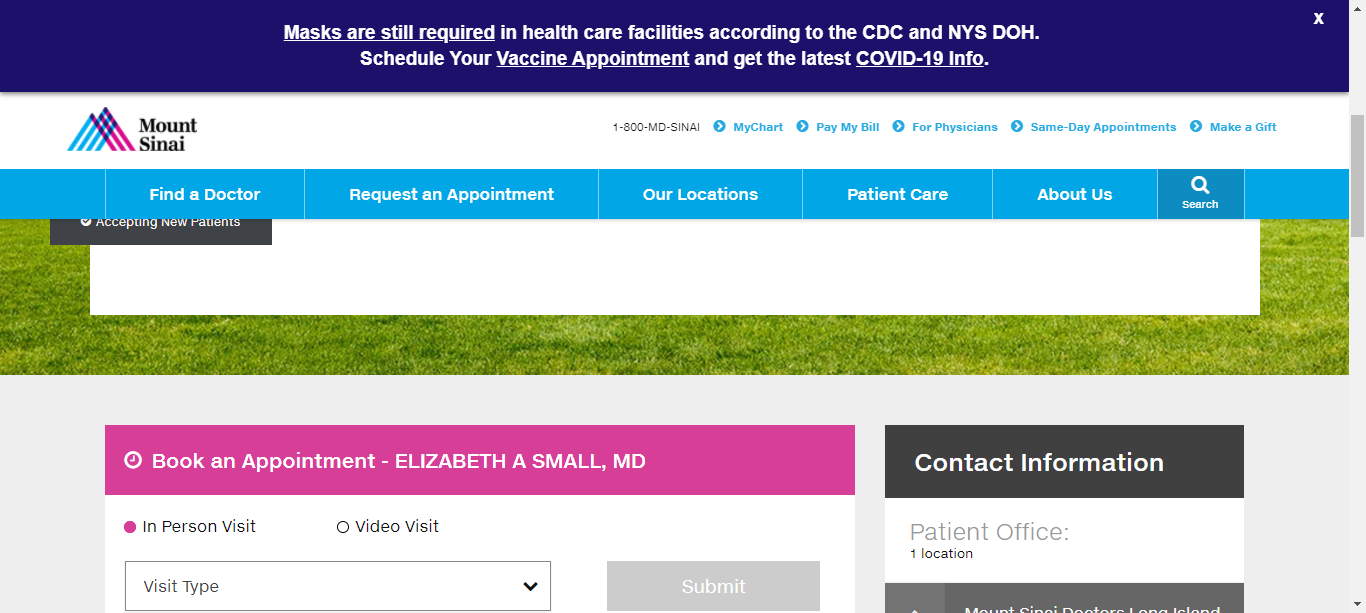 Masks are still required in health care facilities according to the CDC and NYS DOH.
Schedule Your Vaccine Appointment and get the latest COVID-19 Info.
X
Mount
Sinai
1-800-MD-SINAI MyChart Pay My Bill For Physicians Same-Day Appointments Make a Gift
Find a Doctor Request an Appointment Our Locations Patient Care About Us Search
Accepting New Patients
Book an Appointment - ELIZABETH A SMALL, MD
In Person Visit Video Visit
Visit Type Submit
Contact Information
Patient Office:
1 location
Mount Sinai Doctors Long Island